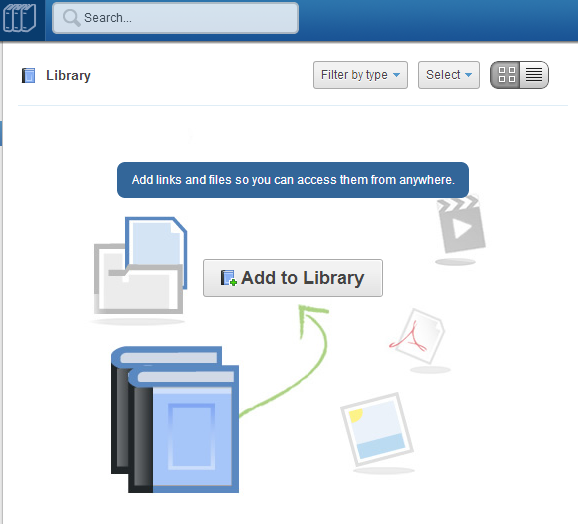 Search...
Library
Filter by type
Select
Add links and files so you can access them from anywhere.
Add to Library